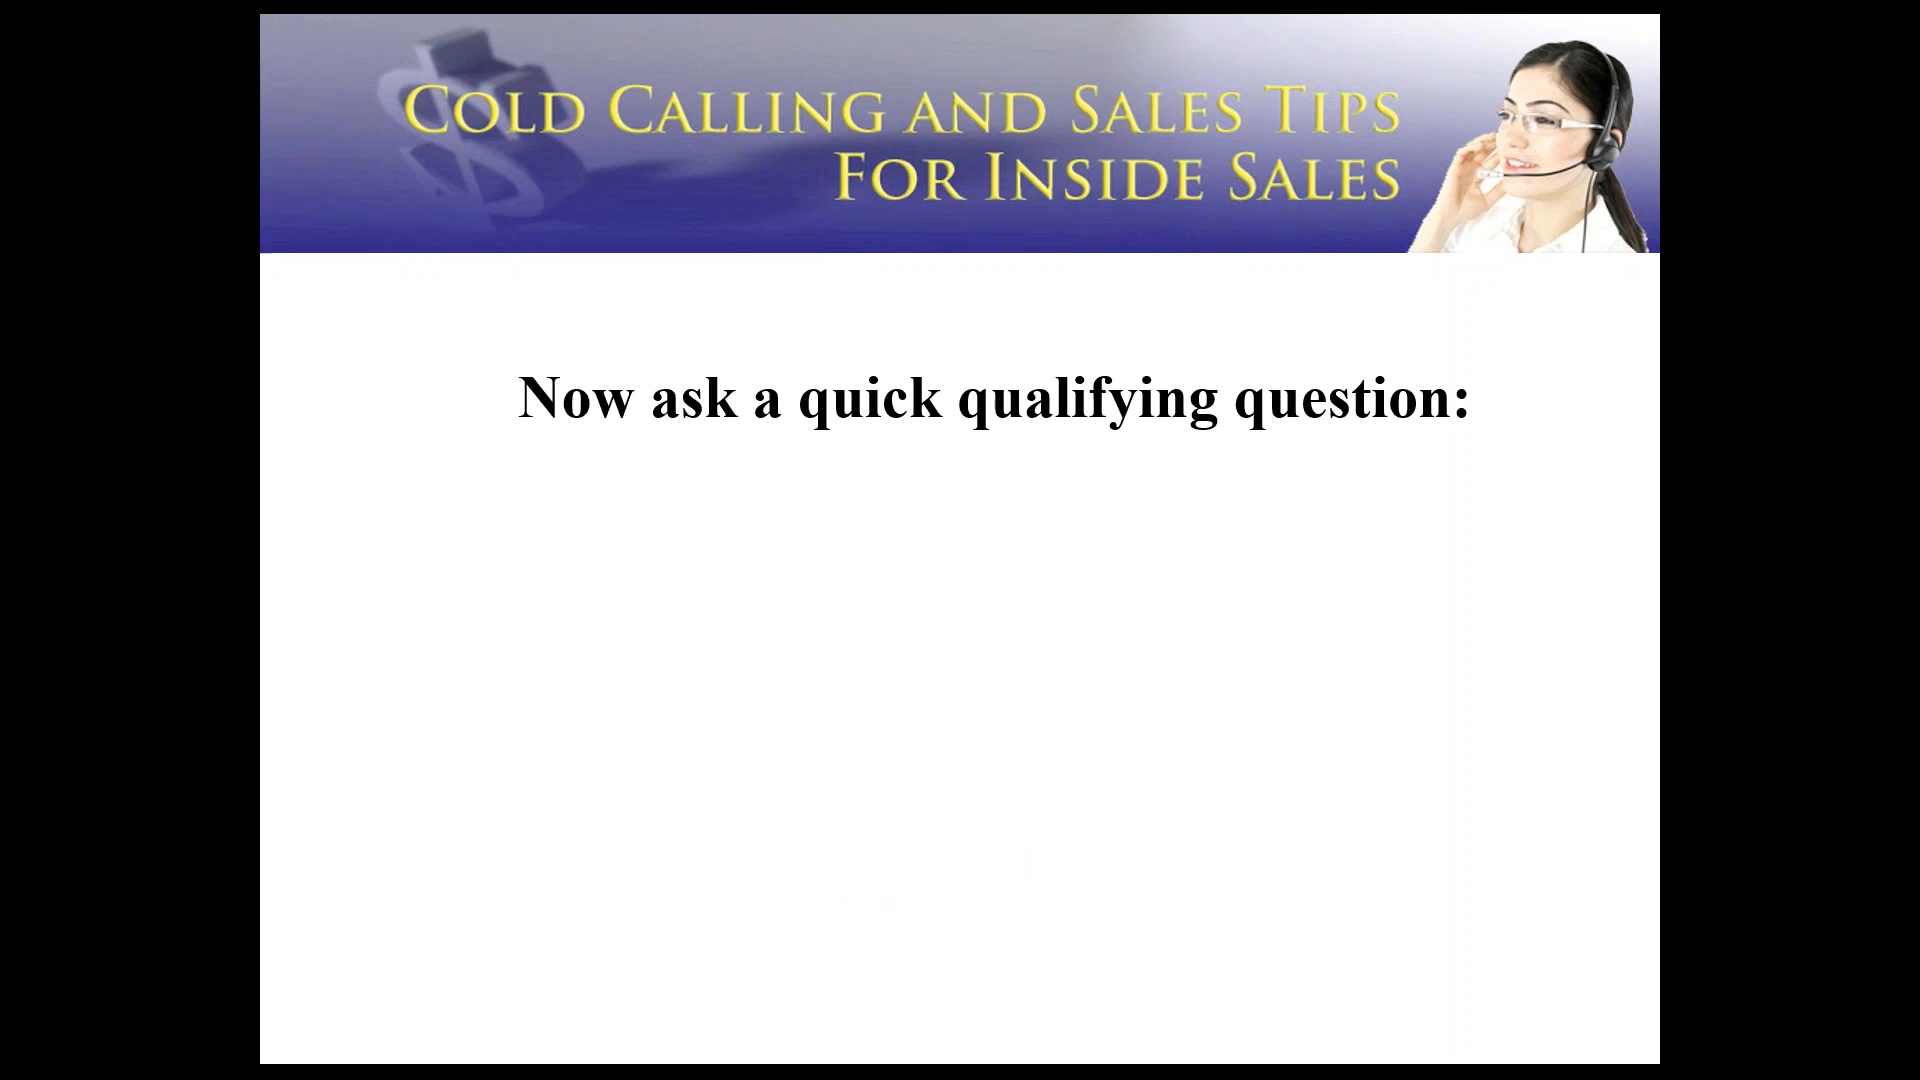 COLD CALLING AND SALES TIPS
FOR INSIDE SALES
Now ask a quick qualifying question: